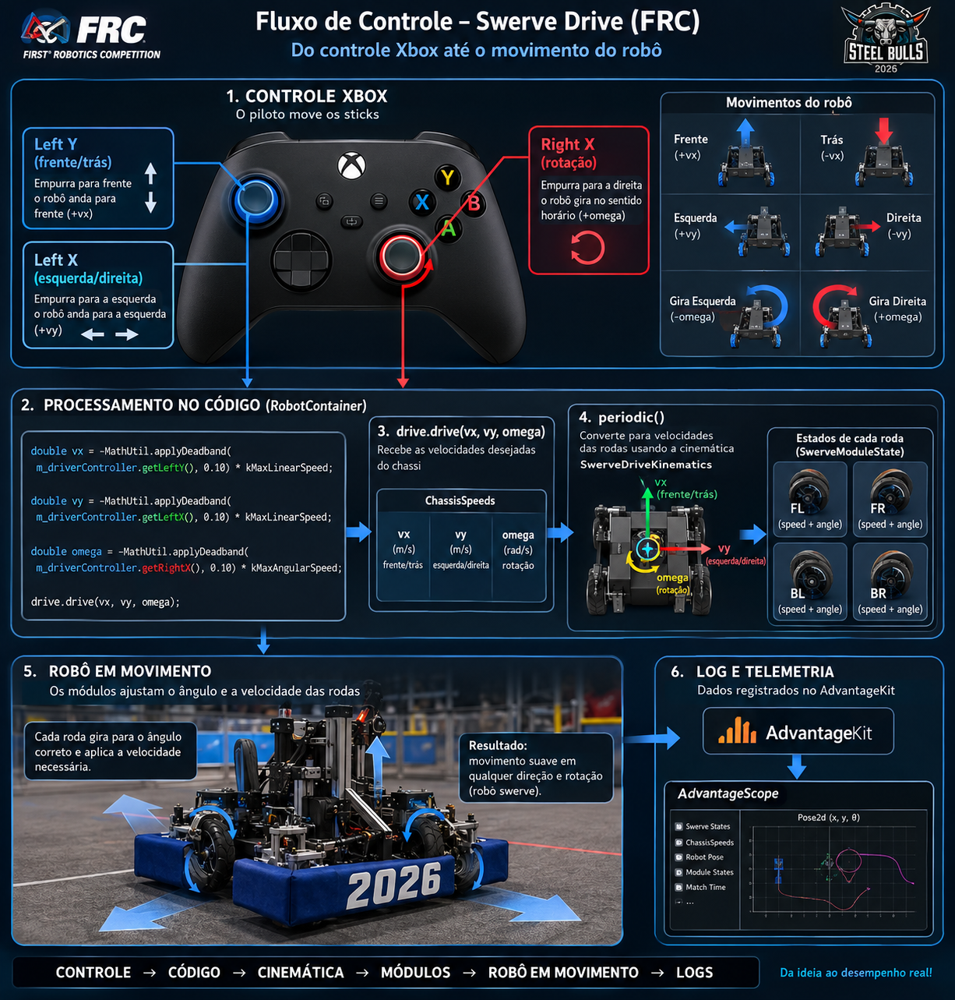 FRC
FIRST® ROBOTICS COMPETITION
Fluxo de Controle – Swerve Drive (FRC)
Do controle Xbox até o movimento do robô
STEEL BULLS
2026
1. CONTROLE XBOX
O piloto move os sticks
Left Y
(frente/trás)
Empurra para frente
o robô anda para
frente (+vx)
Left X
(esquerda/direita)
Empurra para a esquerda
o robô anda para a esquerda
(+vy)
Y
X
B
A
Right X
(rotação)
Empurra para a direita
o robô gira no sentido
horário (+omega)
Movimentos do robô
Frente
(+vx)
Trás
(-vx)
Esquerda
(+vy)
Direita
(-vy)
Gira Esquerda
(-omega)
Gira Direita
(+omega)
2. PROCESSAMENTO NO CÓDIGO (RobotContainer)
double vx = -MathUtil.applyDeadband(
m_driverController.getLeftY(), 0.10) * kMaxLinearSpeed;
double vy = -MathUtil.applyDeadband(
m_driverController.getLeftX(), 0.10) * kMaxLinearSpeed;
double omega = -MathUtil.applyDeadband(
m_driverController.getRightX(), 0.10) * kMaxAngularSpeed;
drive.drive(vx, vy, omega);
3. drive.drive(vx, vy, omega)
Recebe as velocidades desejadas
do chassi
ChassisSpeeds
vx
(m/s)
frente/trás
vy
(m/s)
esquerda/direita
omega
(rad/s)
rotação
4. periodic()
Converte para velocidades
das rodas usando a cinemática
SwerveDriveKinematics
vx
(frente/trás)
vy
(esquerda/direita)
omega
(rotação)
Estados de cada roda
(SwerveModuleState)
FL
(speed + angle)
FR
(speed + angle)
BL
(speed + angle)
BR
(speed + angle)
5. ROBÔ EM MOVIMENTO
Os módulos ajustam o ângulo e a velocidade das rodas
Cada roda gira para o ângulo
correto e aplica a velocidade
necessária.
Resultado:
movimento suave em
qualquer direção e rotação
(robô swerve).
2026
6. LOG E TELEMETRIA
Dados registrados no AdvantageKit
AdvantageKit
AdvantageScope
Swerve States
ChassisSpeeds
Robot Pose
Module States
Match Time
...
Pose2d (x, y, θ)
CONTROLE → CÓDIGO → CINEMÁTICA → MÓDULOS → ROBÔ EM MOVIMENTO → LOGS
Da ideia ao desempenho real!